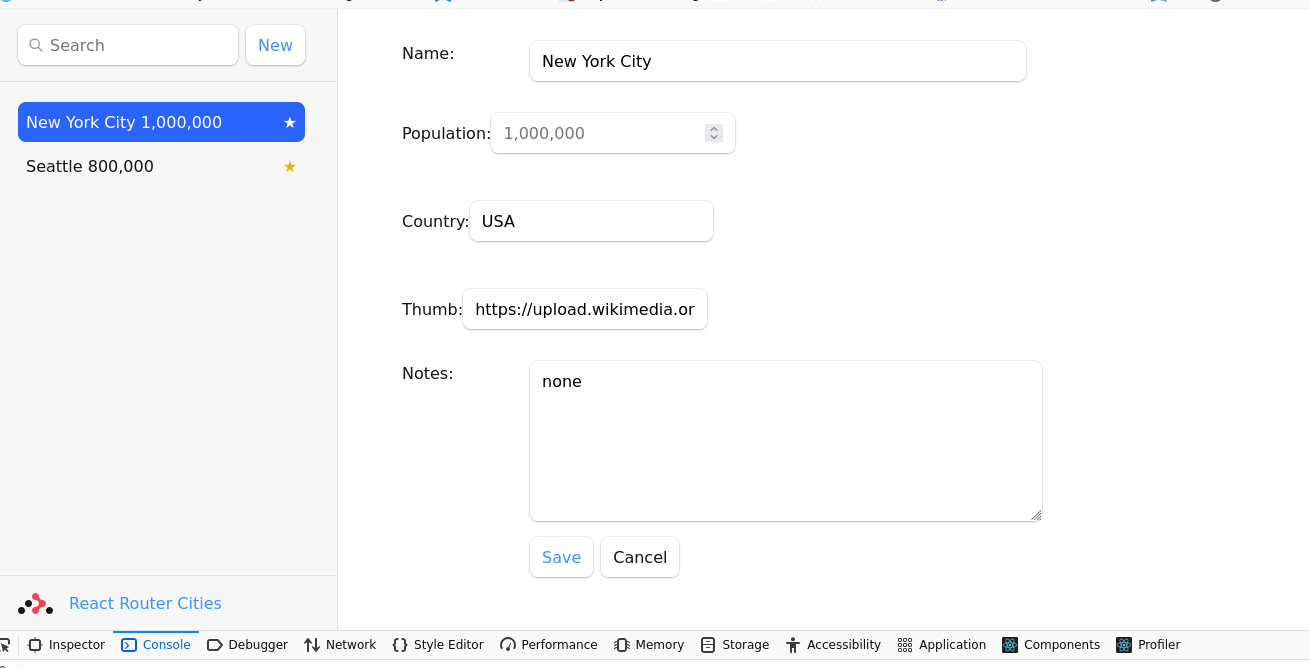 Search
New
New York City 1,000,000 ★
Seattle 800,000 ★
React Router Cities
Name: New York City
Population: 1,000,000
Country: USA
Thumb: https://upload.wikimedia.or
Notes: none
Save Cancel
Inspector Console Debugger Network Style Editor Performance Memory Storage Accessibility Application Components Profiler